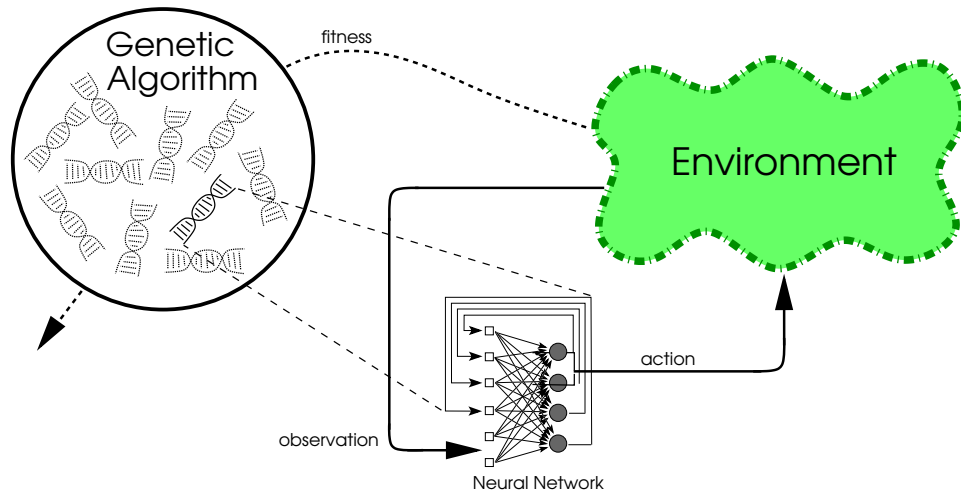 Genetic
Algorithm
fitness
Environment
action
observation
Neural Network